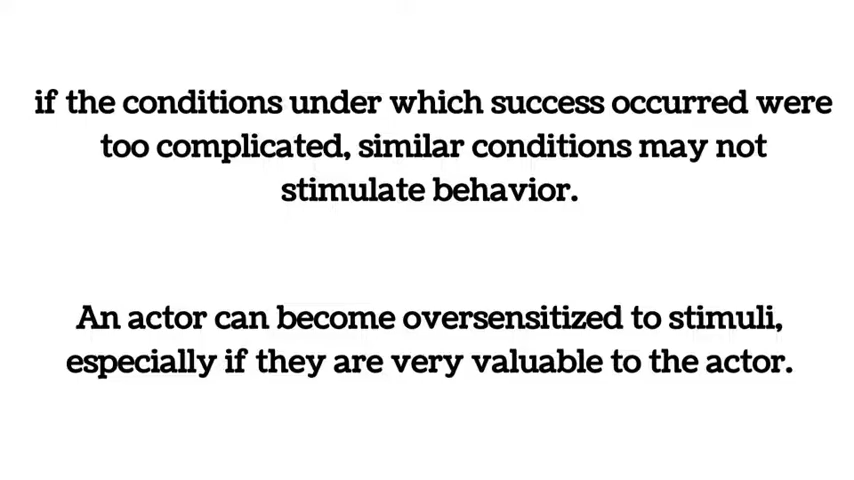 if the conditions under which success occurred were
too complicated, similar conditions may not
stimulate behavior.
An actor can become oversensitized to stimuli,
especially if they are very valuable to the actor.